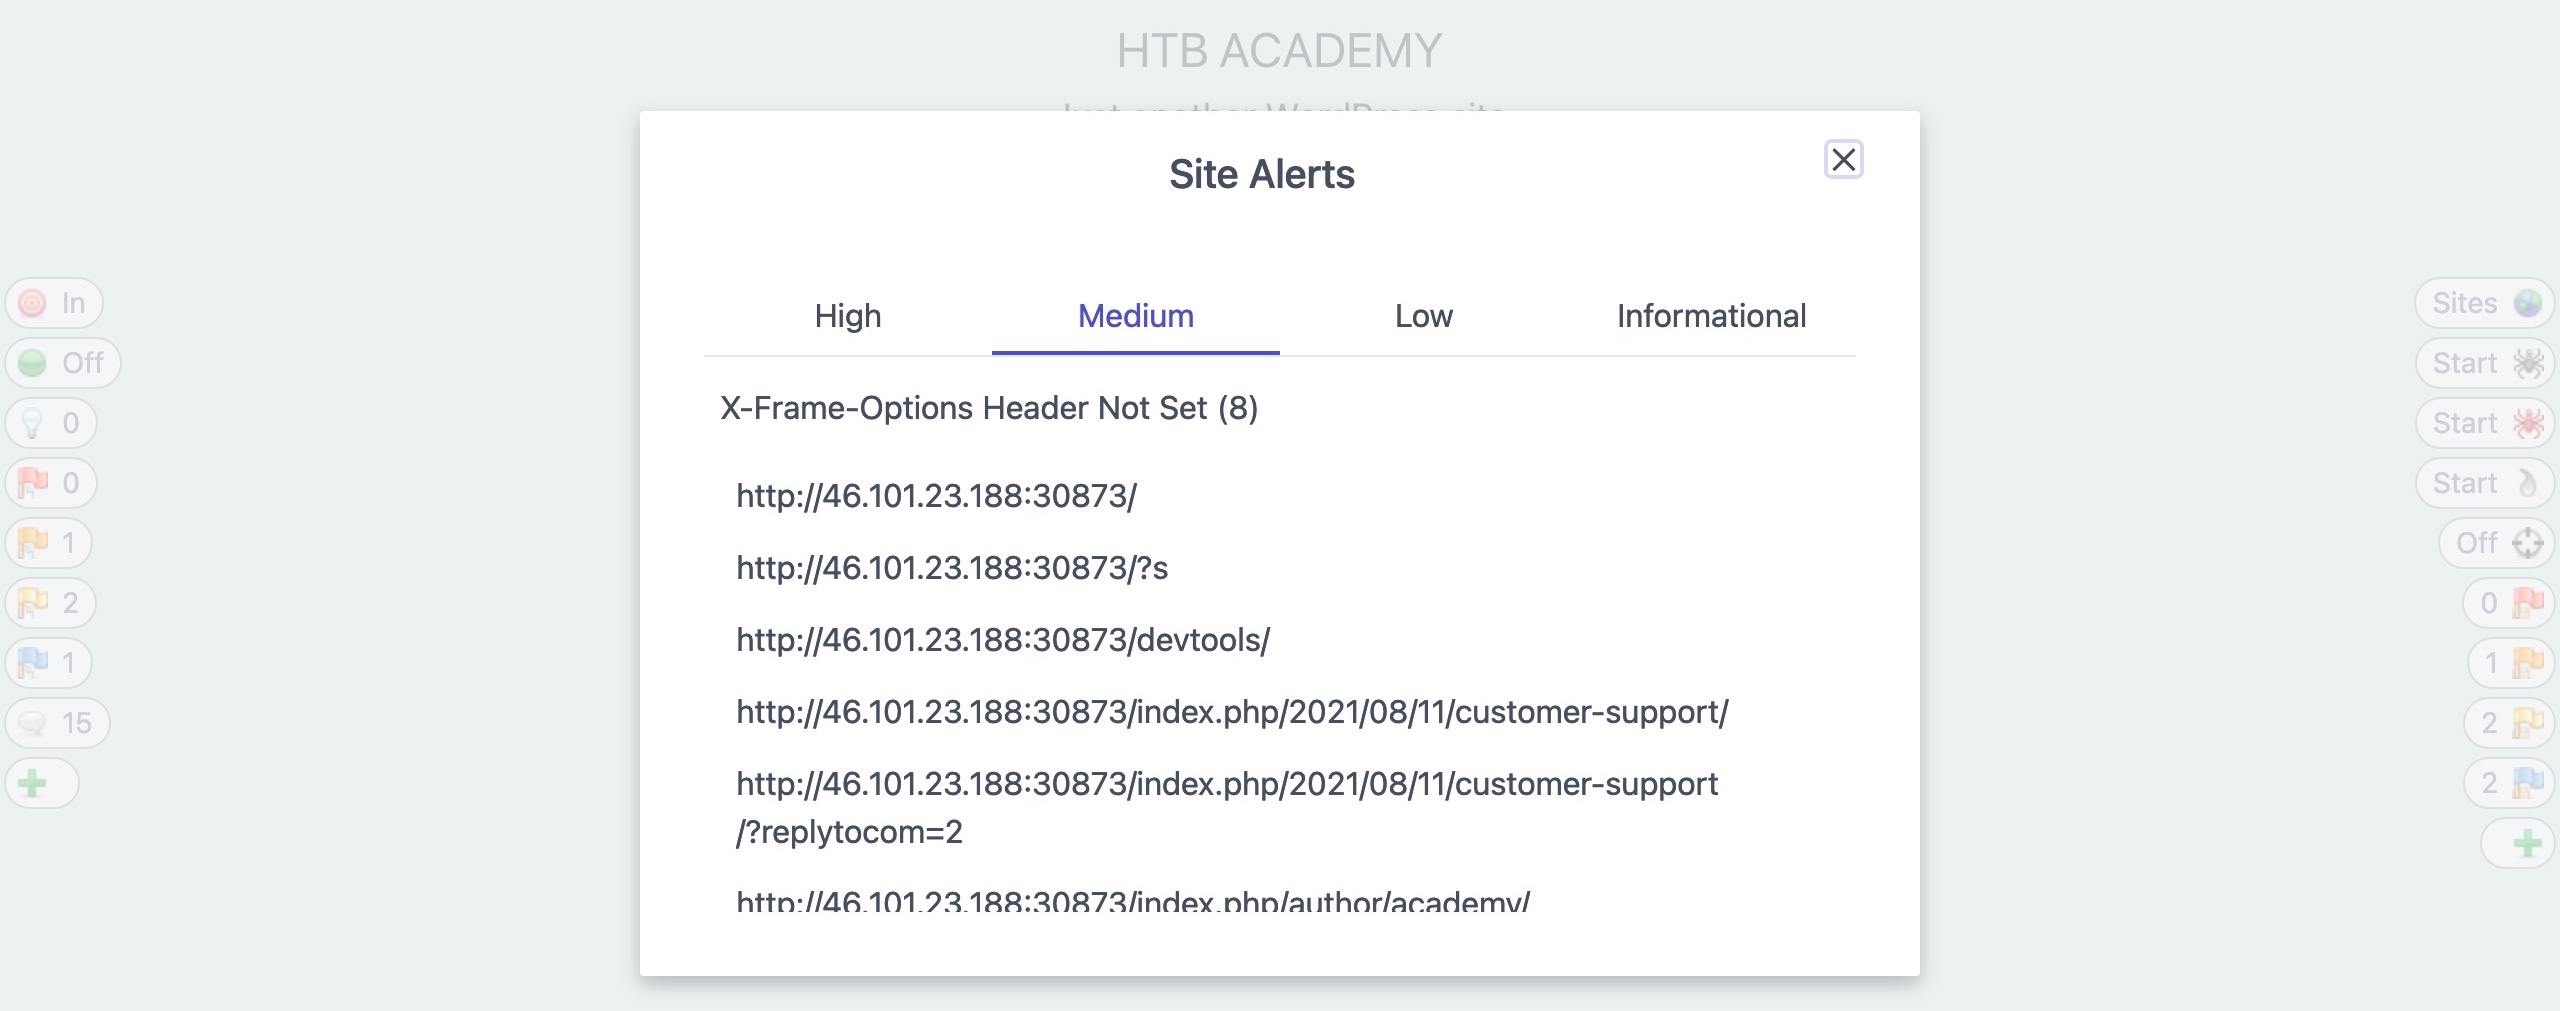 HTB ACADEMY
Just another WordPress site
Site Alerts
High Medium Low Informational
X-Frame-Options Header Not Set (8)
http://46.101.23.188:30873/
http://46.101.23.188:30873/?s
http://46.101.23.188:30873/devtools/
http://46.101.23.188:30873/index.php/2021/08/11/customer-support/
http://46.101.23.188:30873/index.php/2021/08/11/customer-support
/?replytocom=2
http://46.101.23.188:30873/index.php/author/academy/
In
Off
0
0
1
2
1
15
Sites
Start
Start
Start
Off
0
1
2
2